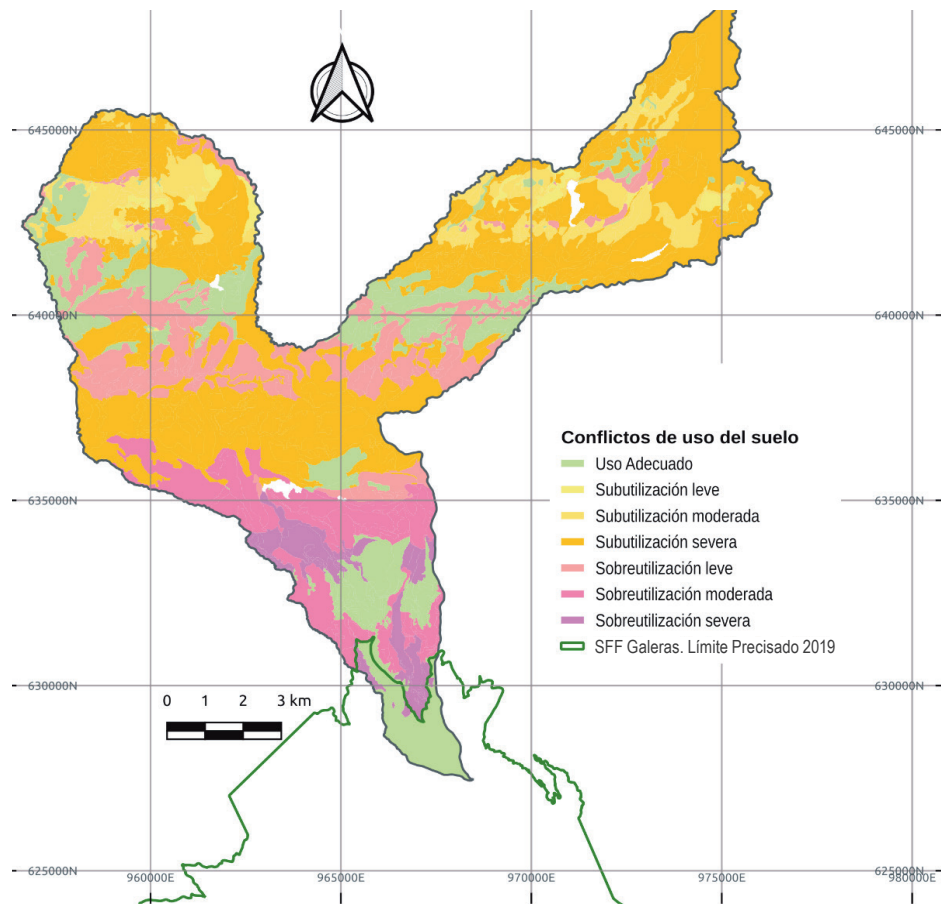 645000N
645000N
640000N
640000N
Conflictos de uso del suelo
Uso Adecuado
Subutilización leve
635000N
635000N
Subutilización moderada
Subutilización severa
Sobreutilización leve
Sobreutilización moderada
Sobreutilización severa
SFF Galeras. Límite Precisado 2019
630000N
630000N
0 1 2 3 km
625000N
625000N
960000E
965000E
970000E
975000E
980000E